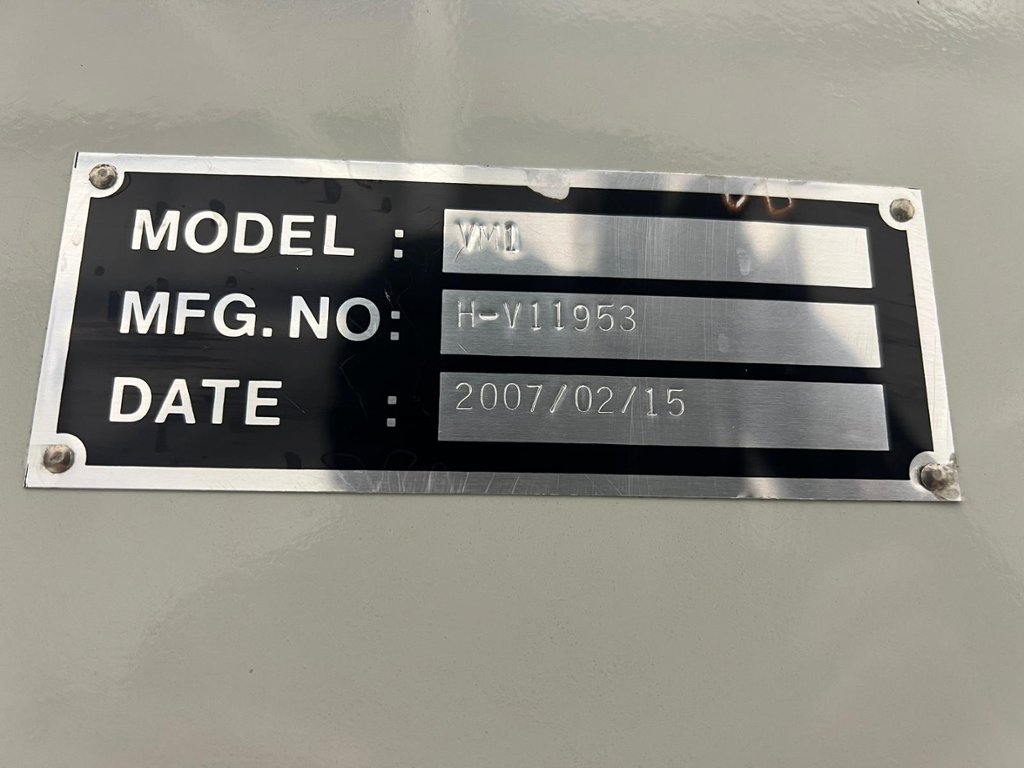 MODEL : VM1
MFG. NO: H-V11953
DATE : 2007/02/15